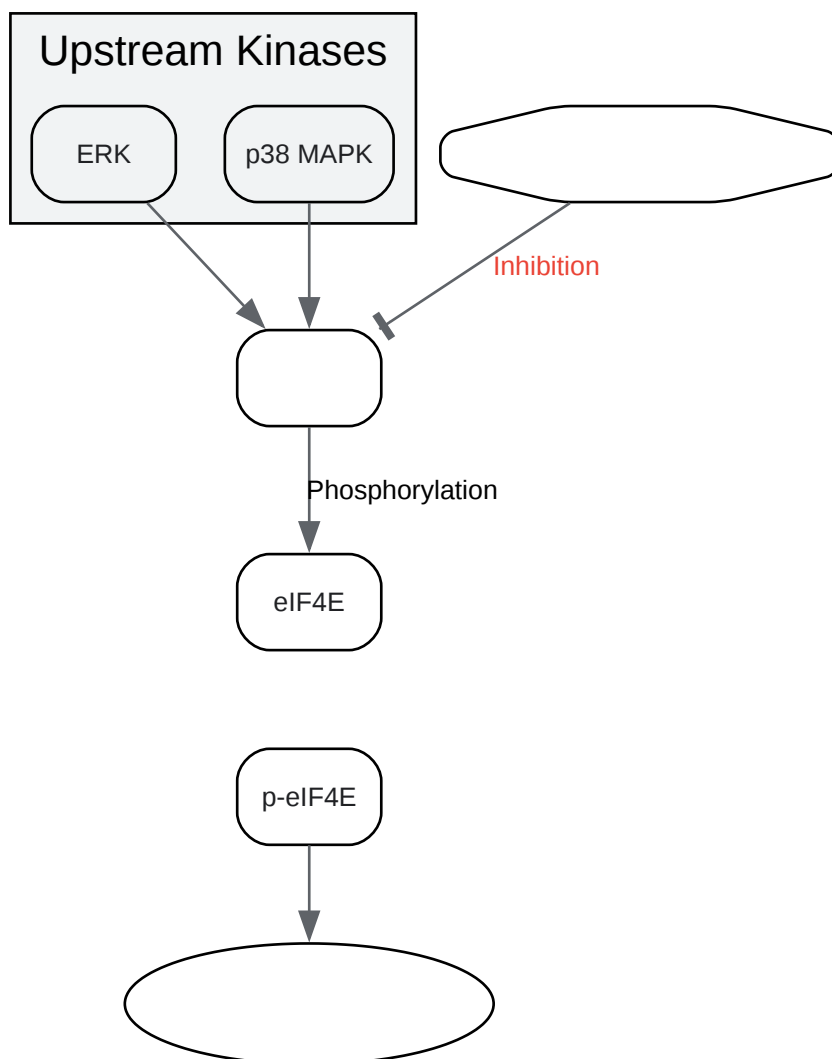 Upstream Kinases
ERK
p38 MAPK
Inhibition
Phosphorylation
eIF4E
p-eIF4E